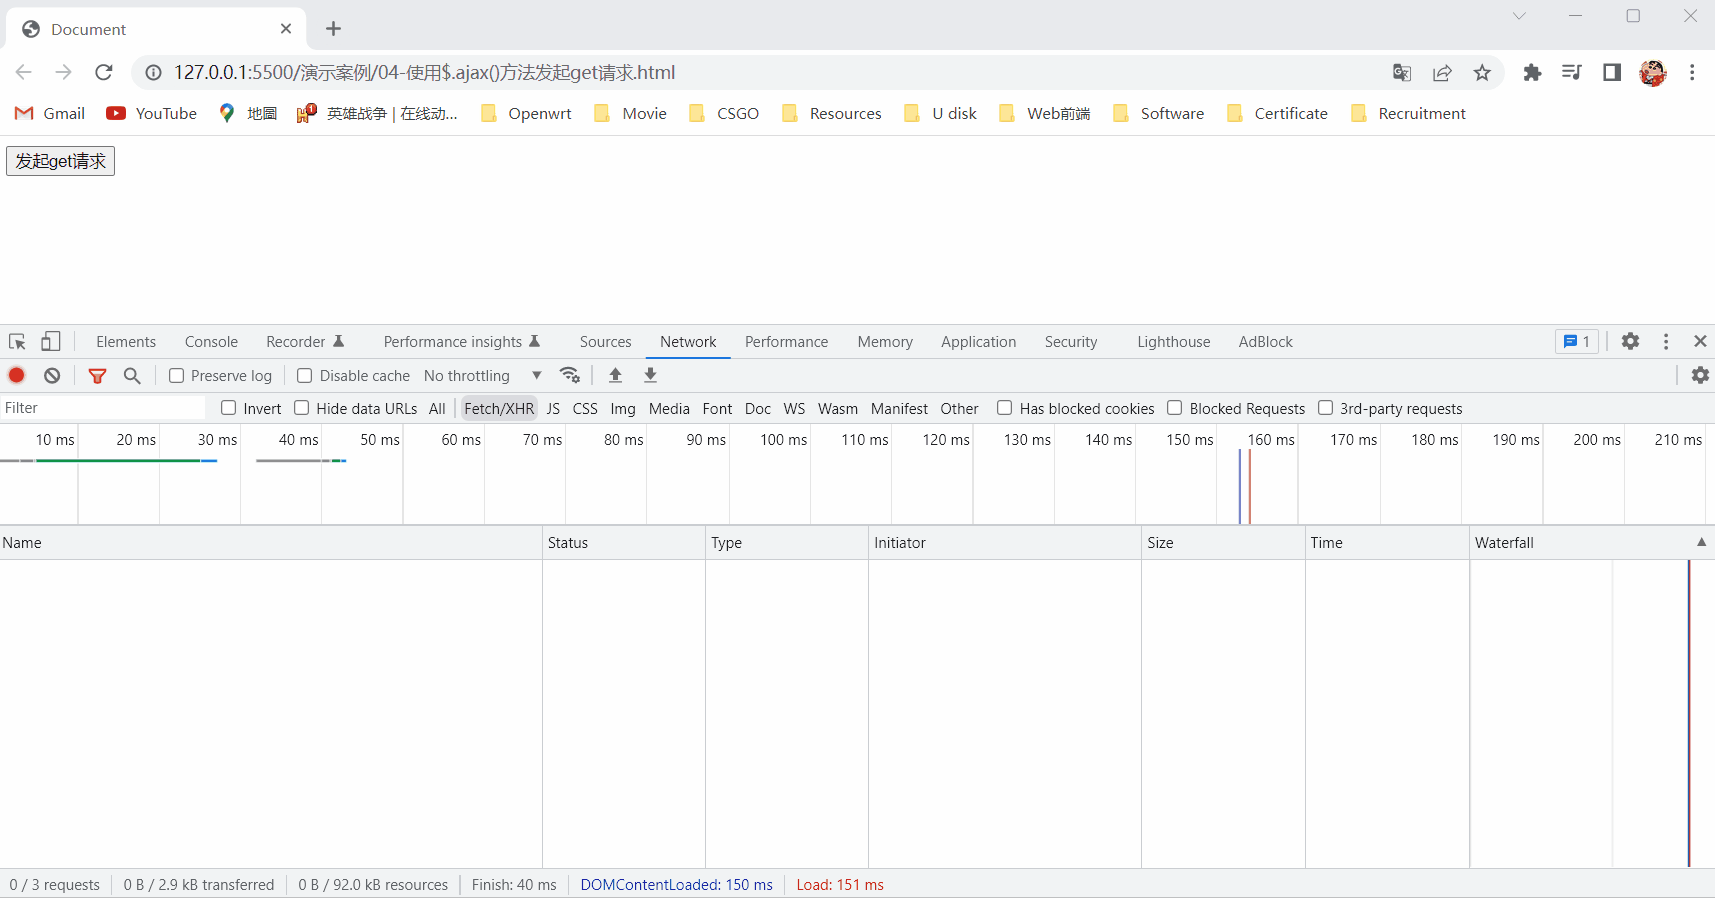 Document
127.0.0.1:5500/演示案例/04-使用$.ajax()方法发起get请求.html
Gmail YouTube 地圖 英雄战争 | 在线动... Openwrt Movie CSGO Resources U disk Web前端 Software Certificate Recruitment
发起get请求
Elements Console Recorder Performance insights Sources Network Performance Memory Application Security Lighthouse AdBlock 1
Preserve log Disable cache No throttling
Filter Invert Hide data URLs All Fetch/XHR JS CSS Img Media Font Doc WS Wasm Manifest Other Has blocked cookies Blocked Requests 3rd-party requests
10 ms 20 ms 30 ms 40 ms 50 ms 60 ms 70 ms 80 ms 90 ms 100 ms 110 ms 120 ms 130 ms 140 ms 150 ms 160 ms 170 ms 180 ms 190 ms 200 ms 210 ms
Name Status Type Initiator Size Time Waterfall
0 / 3 requests 0 B / 2.9 kB transferred 0 B / 92.0 kB resources Finish: 40 ms DOMContentLoaded: 150 ms Load: 151 ms